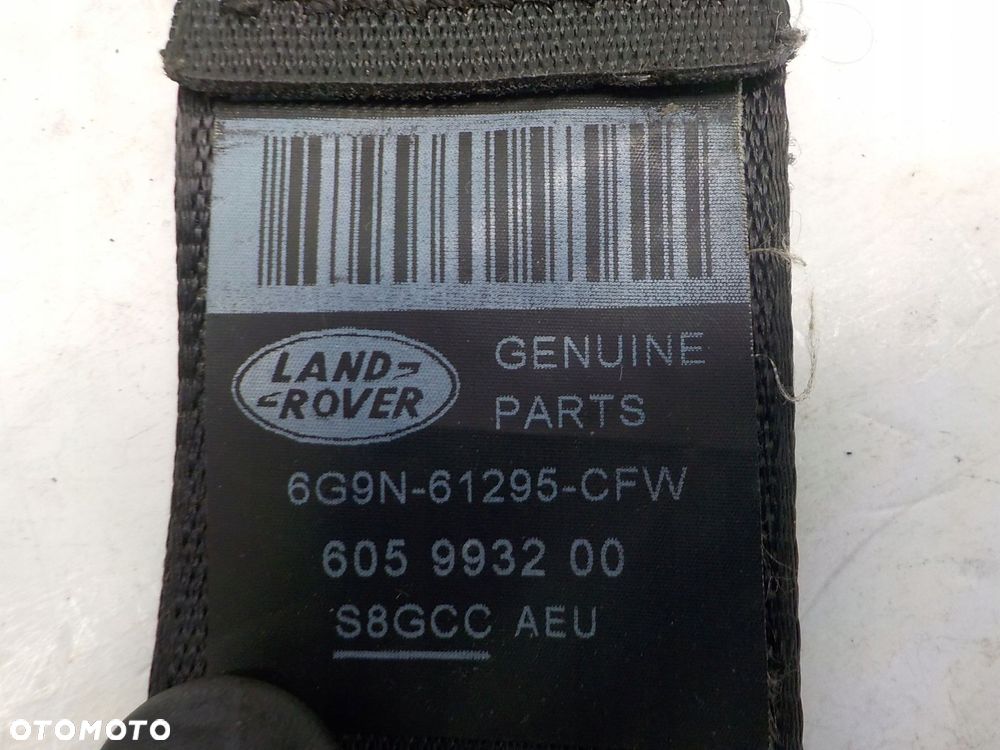 LAND
ROVER
GENUINE
PARTS
6G9N-61295-CFW
605 9932 00
S8GCC AEU
OTOMOTO